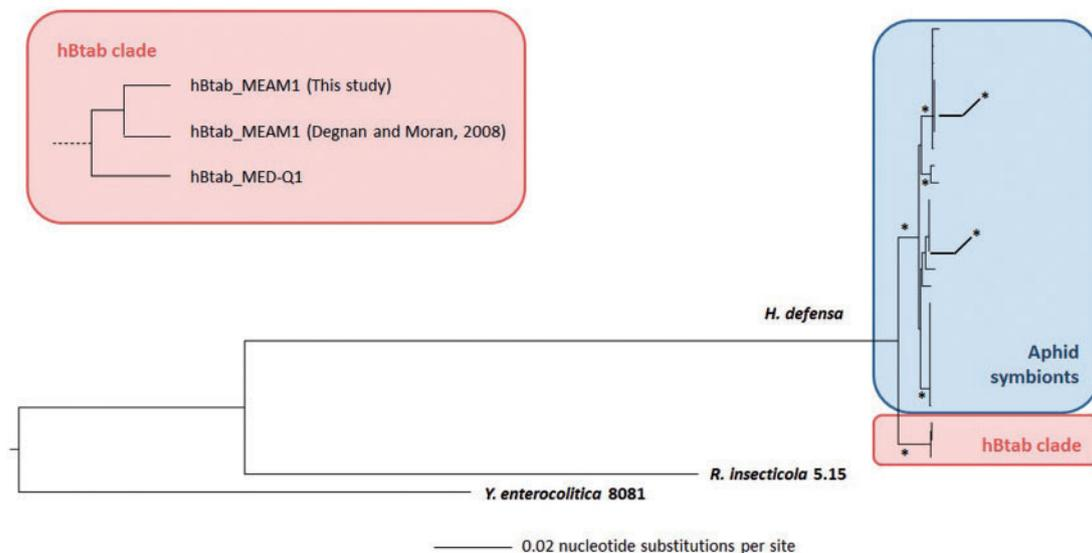 hBtab clade
hBtab_MEAM1 (This study)
hBtab_MEAM1 (Degnan and Moran, 2008)
hBtab_MED-Q1
*
*
*
*
*
*
H. defensa
Aphid
symbionts
*
hBtab clade
*
R. insecticola 5.15
Y. enterocolitica 8081
0.02 nucleotide substitutions per site